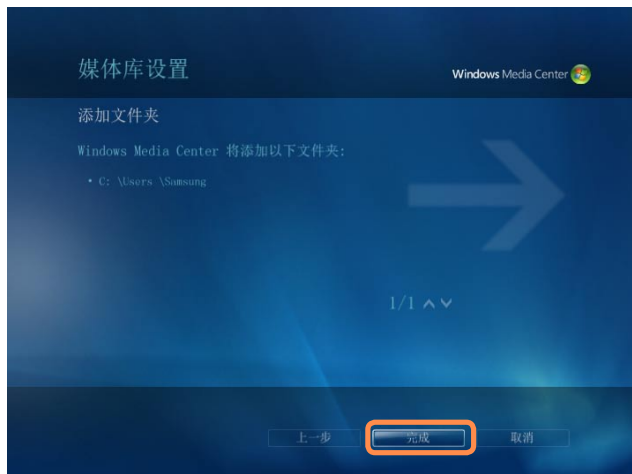 媒体库设置
Windows Media Center
添加文件夹
Windows Media Center 将添加以下文件夹:
• C: \Users \Samsung
1/1
上一步 完成 取消